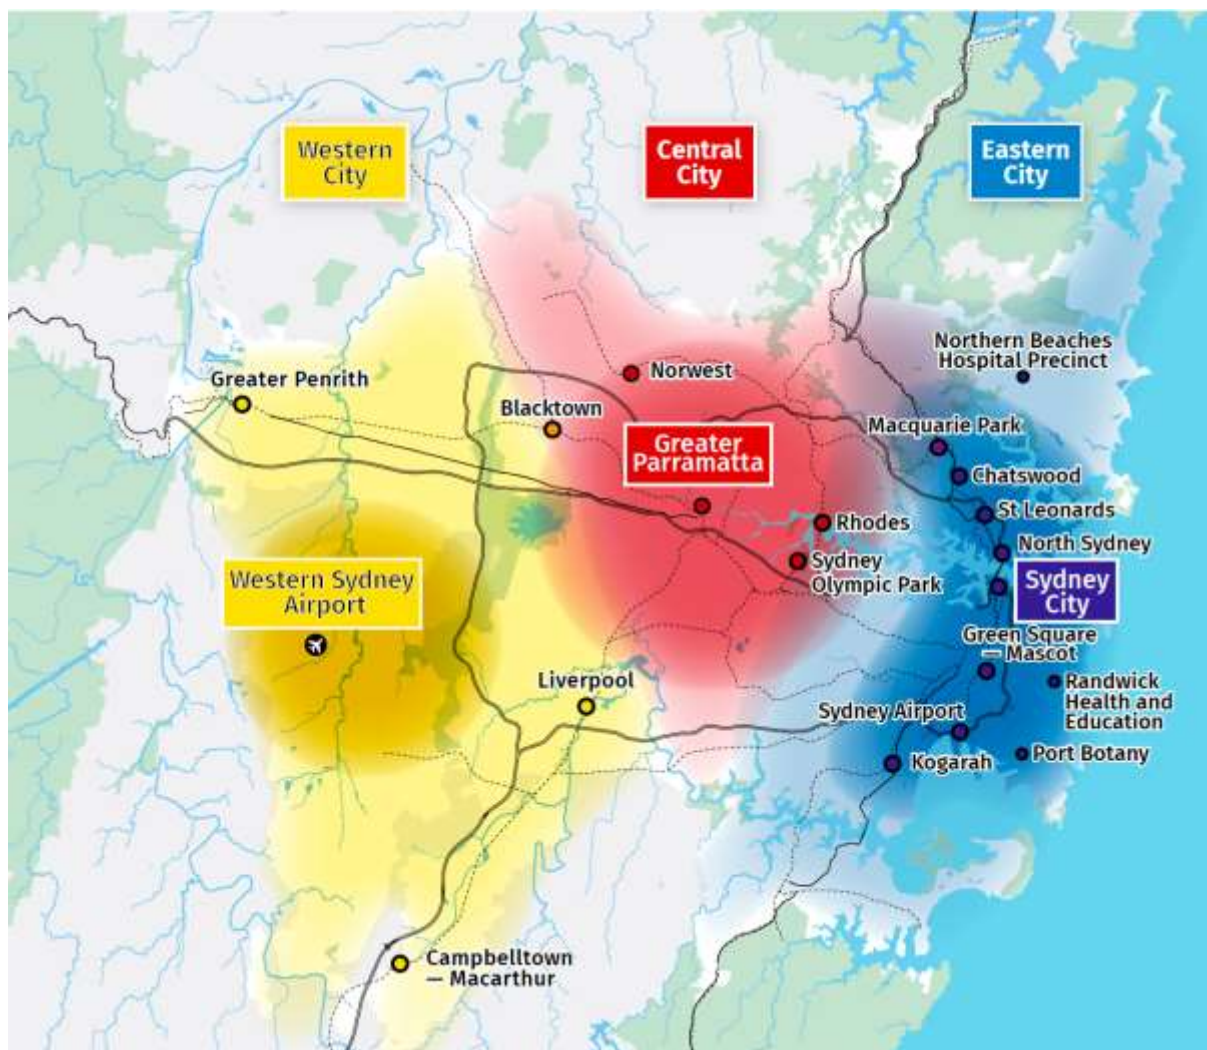 Western
City
Central
City
Eastern
City
Northern Beaches
Hospital Precinct
Greater Penrith
Norwest
Blacktown
Greater
Parramatta
Macquarie Park
Chatswood
St Leonards
Rhodes
North Sydney
Sydney
Olympic Park
Western Sydney
Airport
Sydney
City
Green Square
— Mascot
Liverpool
Randwick
Health and
Education
Sydney Airport
Kogarah
Port Botany
Campbelltown
— Macarthur